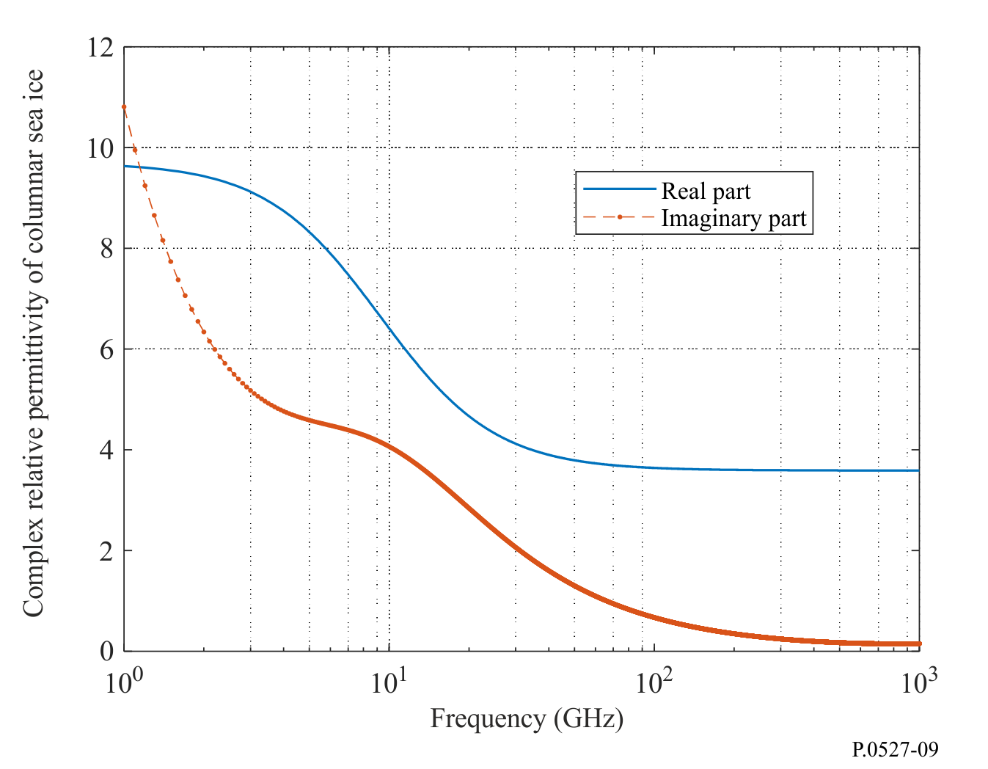 Complex relative permittivity of columnar sea ice
12
10
8
6
4
2
0
Real part
Imaginary part
10⁰
10¹
10²
10³
Frequency (GHz)
P.0527-09